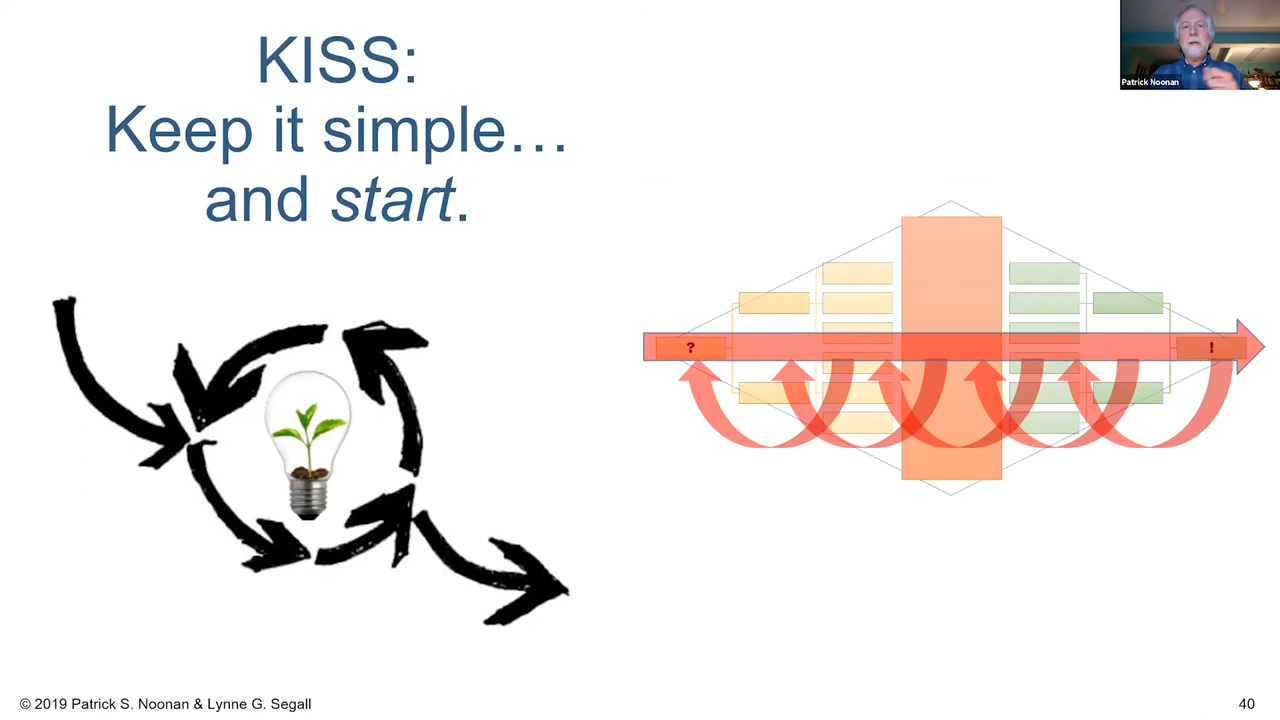 KISS:
Keep it simple…
and start.
Patrick Noonan
?
!
© 2019 Patrick S. Noonan & Lynne G. Segall
40